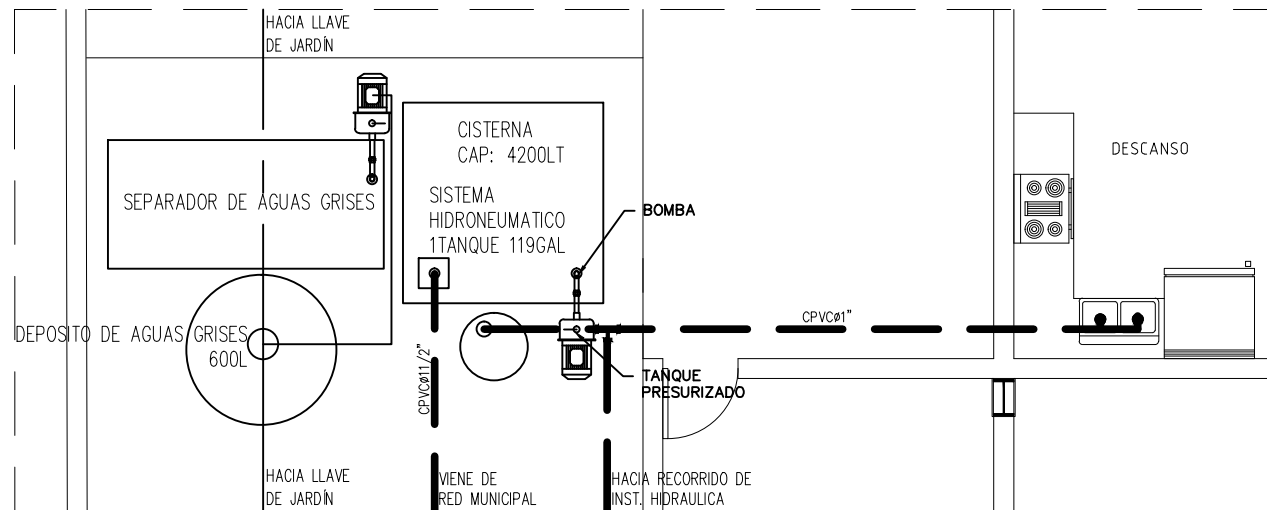 HACIA LLAVE
DE JARDÍN
CISTERNA
CAP: 4200LT
DESCANSO
SEPARADOR DE AGUAS GRISES
SISTEMA
HIDRONEUMATICO
1TANQUE 119GAL
BOMBA
CPVCø1"
DEPOSITO DE AGUAS GRISES
600L
CPVCø11/2"
TANQUE
PRESURIZADO
HACIA LLAVE
DE JARDÍN
VIENE DE
RED MUNICIPAL
HACIA RECORRIDO DE
INST. HIDRAULICA